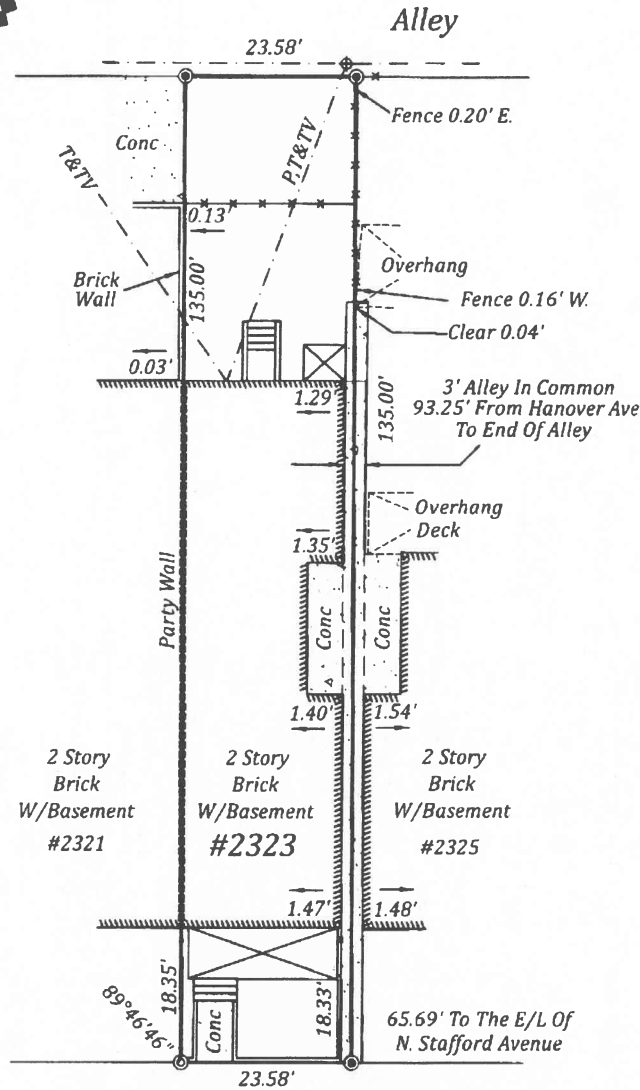 Alley
23.58'
Fence 0.20' E.
Conc
T&TV
P,T&TV
0.13'
Overhang
Brick
Wall
135.00'
Fence 0.16' W.
Clear 0.04'
0.03'
1.29'
135.00'
3' Alley In Common
93.25' From Hanover Ave
To End Of Alley
Overhang
Deck
1.35'
Party Wall
Conc
Conc
1.40'
1.54'
2 Story
Brick
W/Basement
#2321
2 Story
Brick
W/Basement
#2323
2 Story
Brick
W/Basement
#2325
1.47'
1.48'
18.35'
18.33'
89°46'46"
Conc
65.69' To The E/L Of
N. Stafford Avenue
23.58'